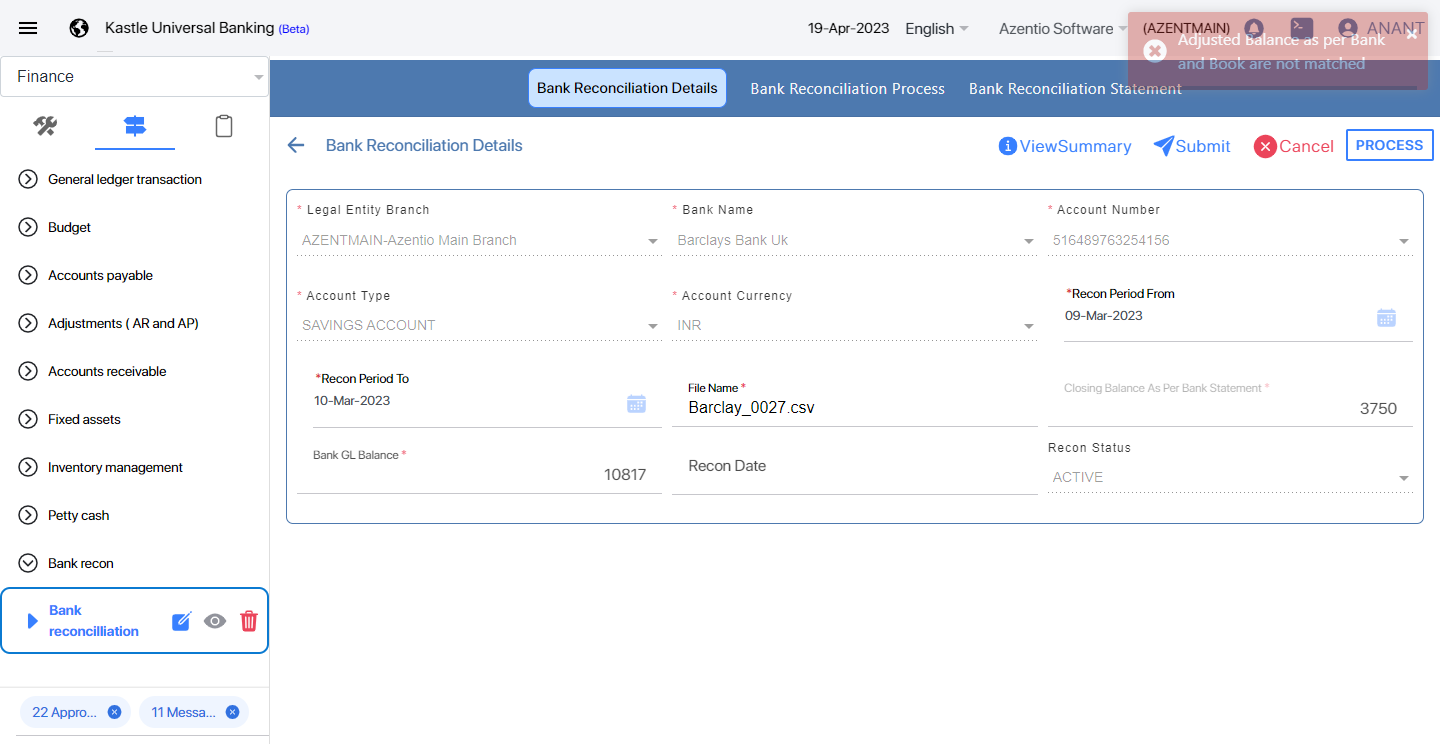 Kastle Universal Banking (Beta)
19-Apr-2023
English
Azentio Software
(AZENTMAIN)
ANANT
Adjusted Balance as per Bank
and Book are not matched
Finance
Bank Reconciliation Details
Bank Reconciliation Process
Bank Reconciliation Statement
Bank Reconciliation Details
ViewSummary
Submit
Cancel
PROCESS
General ledger transaction
Budget
Accounts payable
Adjustments ( AR and AP)
Accounts receivable
Fixed assets
Inventory management
Petty cash
Bank recon
Bank
reconcilliation
22 Appro...
11 Messa...
* Legal Entity Branch
AZENTMAIN-Azentio Main Branch
* Bank Name
Barclays Bank Uk
* Account Number
516489763254156
* Account Type
SAVINGS ACCOUNT
* Account Currency
INR
*Recon Period From
09-Mar-2023
*Recon Period To
10-Mar-2023
File Name *
Barclay_0027.csv
Closing Balance As Per Bank Statement *
3750
Bank GL Balance *
10817
Recon Date
Recon Status
ACTIVE